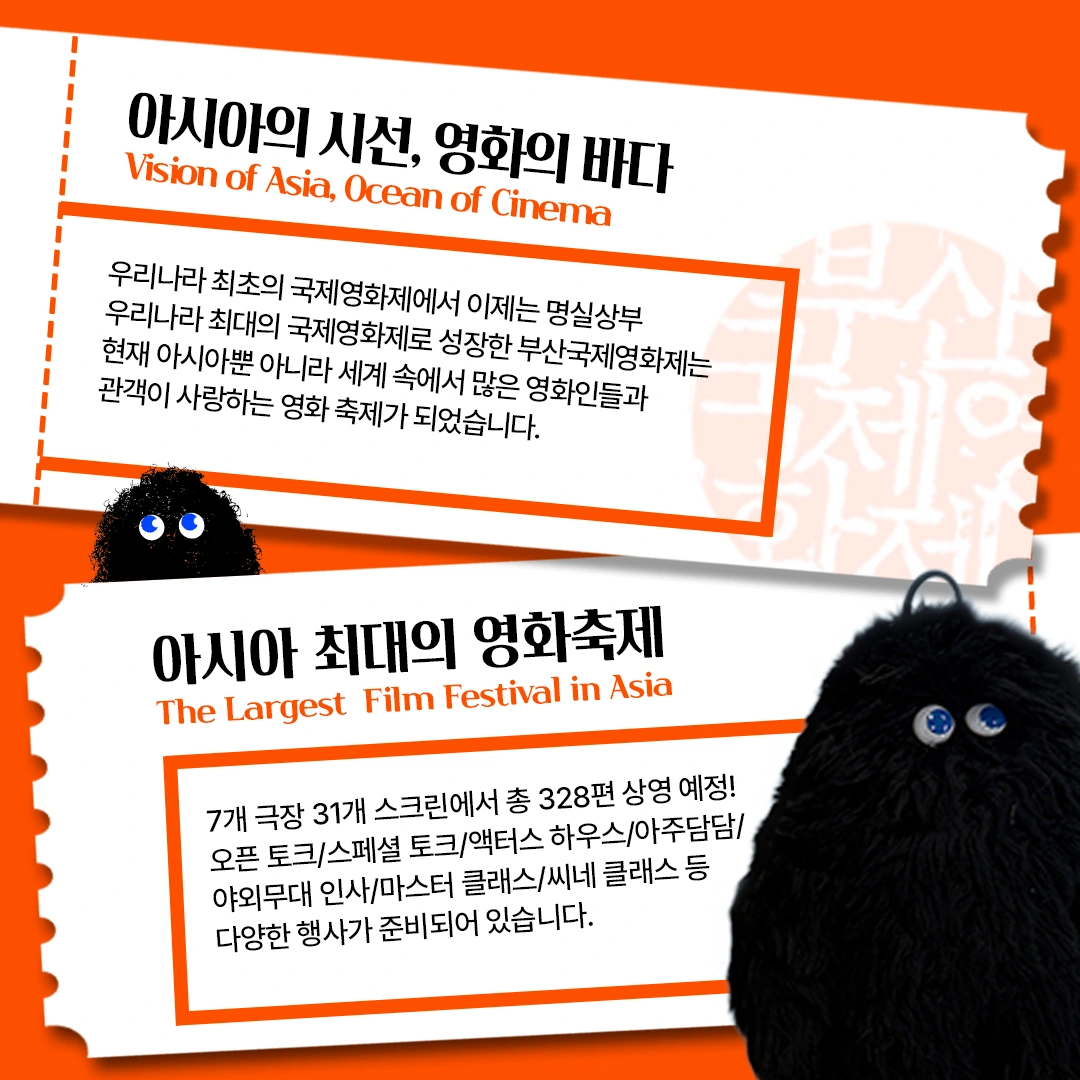 아시아의 시선, 영화의 바다
Vision of Asia, Ocean of Cinema
우리나라 최초의 국제영화제에서 이제는 명실상부
우리나라 최대의 국제영화제로 성장한 부산국제영화제는
현재 아시아뿐 아니라 세계 속에서 많은 영화인들과
관객이 사랑하는 영화 축제가 되었습니다.
부산
국제영
화제
아시아 최대의 영화축제
The Largest Film Festival in Asia
7개 극장 31개 스크린에서 총 328편 상영 예정!
오픈 토크/스페셜 토크/액터스 하우스/아주담담/
야외무대 인사/마스터 클래스/씨네 클래스 등
다양한 행사가 준비되어 있습니다.